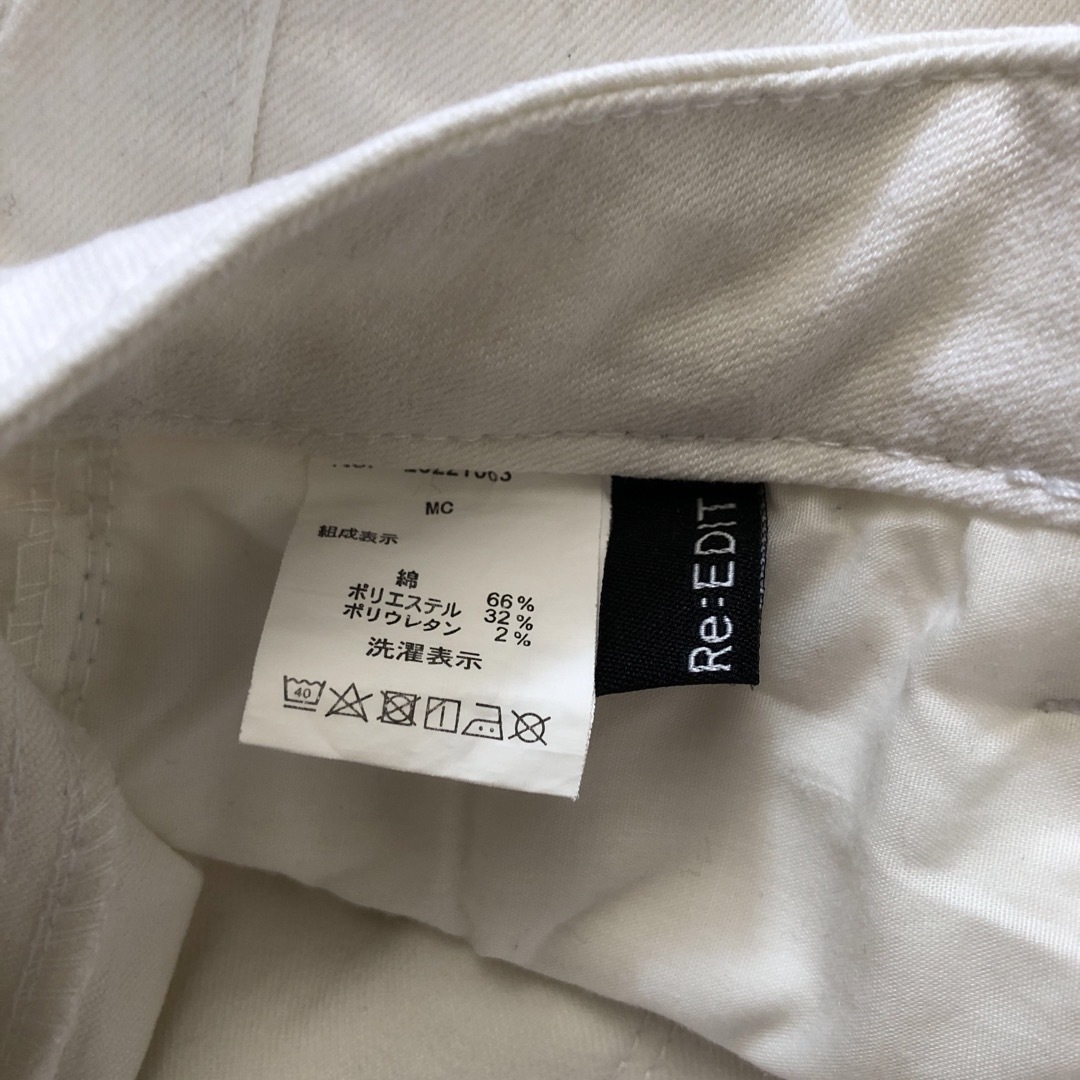 MC
組成表示
綿 66%
ポリエステル 32%
ポリウレタン 2%
洗濯表示
40
Re:EDIT